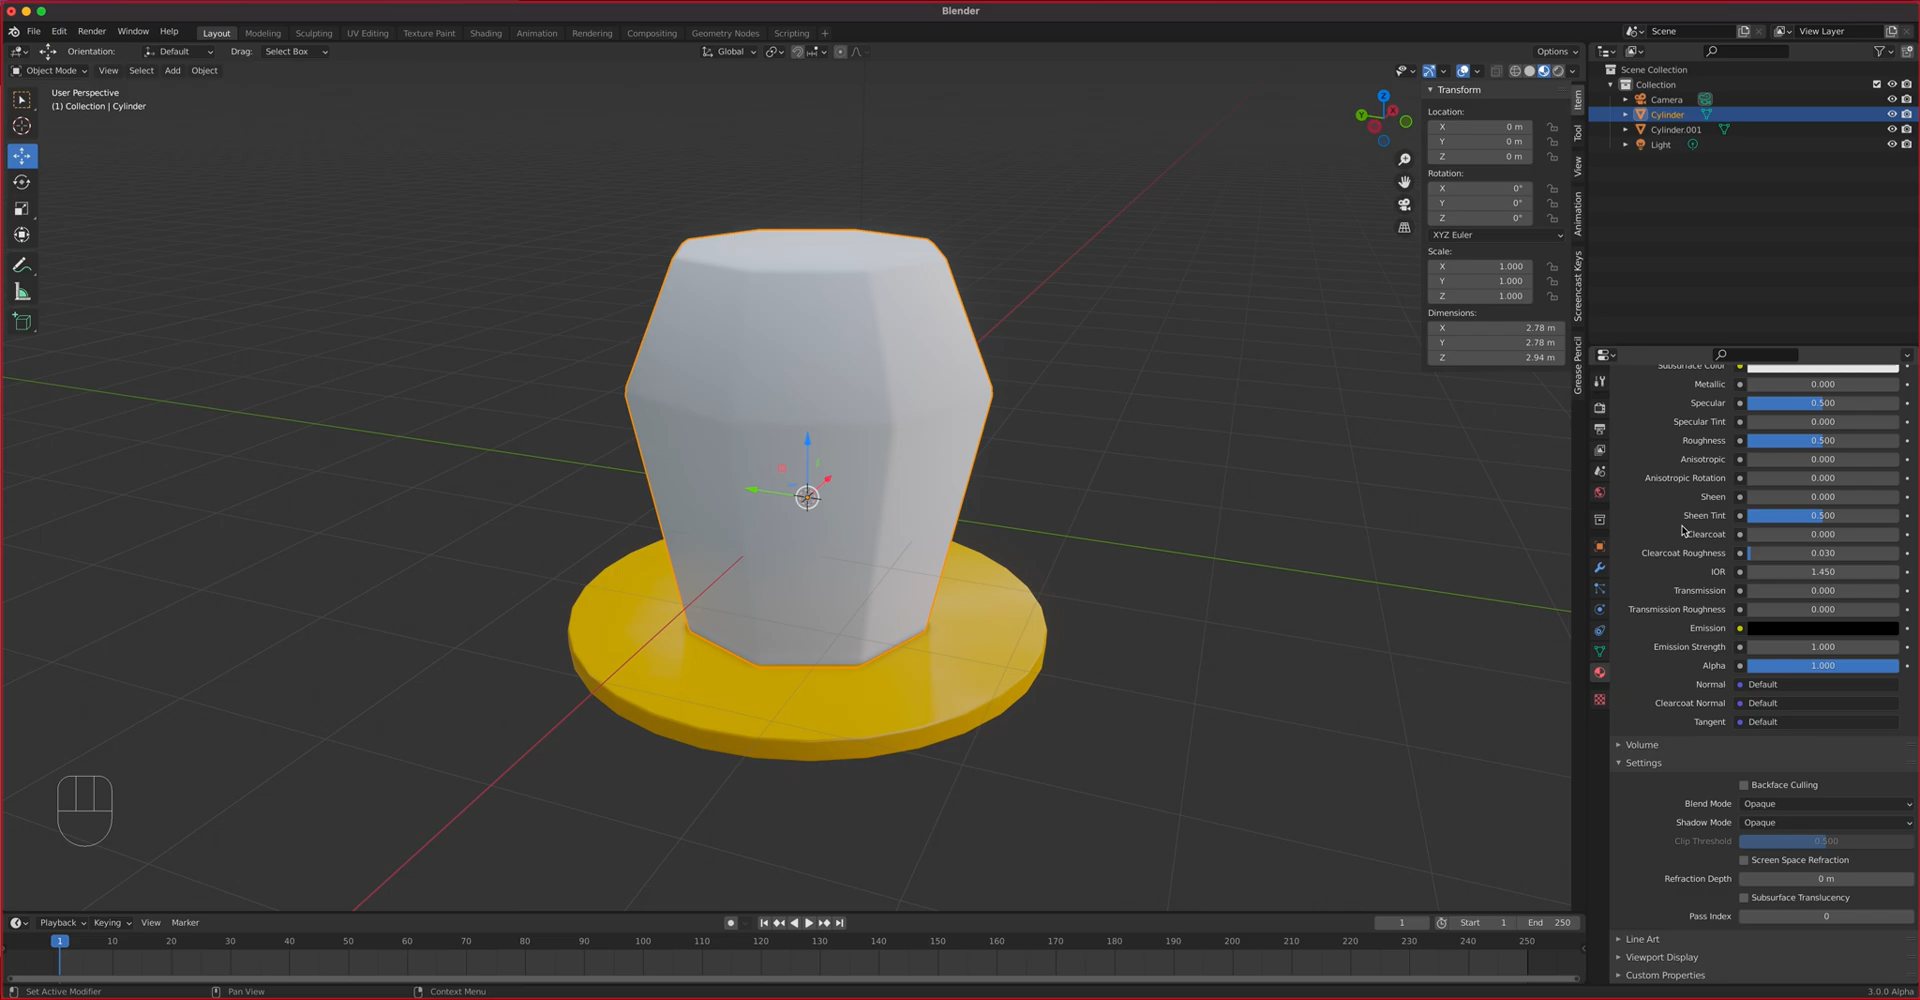 Blender
File Edit Render Window Help Layout Modeling Sculpting UV Editing Texture Paint Shading Animation Rendering Compositing Geometry Nodes Scripting + Scene View Layer
Orientation: Default Drag: Select Box Global Options
Object Mode View Select Add Object
User Perspective
(1) Collection | Cylinder
Z
X
Y
Transform
Location:
X 0 m
Y 0 m
Z 0 m
Rotation:
X 0°
Y 0°
Z 0°
XYZ Euler
Scale:
X 1.000
Y 1.000
Z 1.000
Dimensions:
X 2.78 m
Y 2.78 m
Z 2.94 m
Item
Tool
View
Animation
Screencast Keys
Grease Pencil
Scene Collection
Collection
Camera
Cylinder
Cylinder.001
Light
Subsurface Color
Metallic 0.000
Specular 0.500
Specular Tint 0.000
Roughness 0.500
Anisotropic 0.000
Anisotropic Rotation 0.000
Sheen 0.000
Sheen Tint 0.500
Clearcoat 0.000
Clearcoat Roughness 0.030
IOR 1.450
Transmission 0.000
Transmission Roughness 0.000
Emission
Emission Strength 1.000
Alpha 1.000
Normal Default
Clearcoat Normal Default
Tangent Default
Volume
Settings
Backface Culling
Blend Mode Opaque
Shadow Mode Opaque
Clip Threshold 0.500
Screen Space Refraction
Refraction Depth 0 m
Subsurface Translucency
Pass Index 0
Line Art
Viewport Display
Custom Properties
Playback Keying View Marker 1 Start 1 End 250
1 10 20 30 40 50 60 70 80 90 100 110 120 130 140 150 160 170 180 190 200 210 220 230 240 250
Set Active Modifier Pan View Context Menu 3.0.0 Alpha